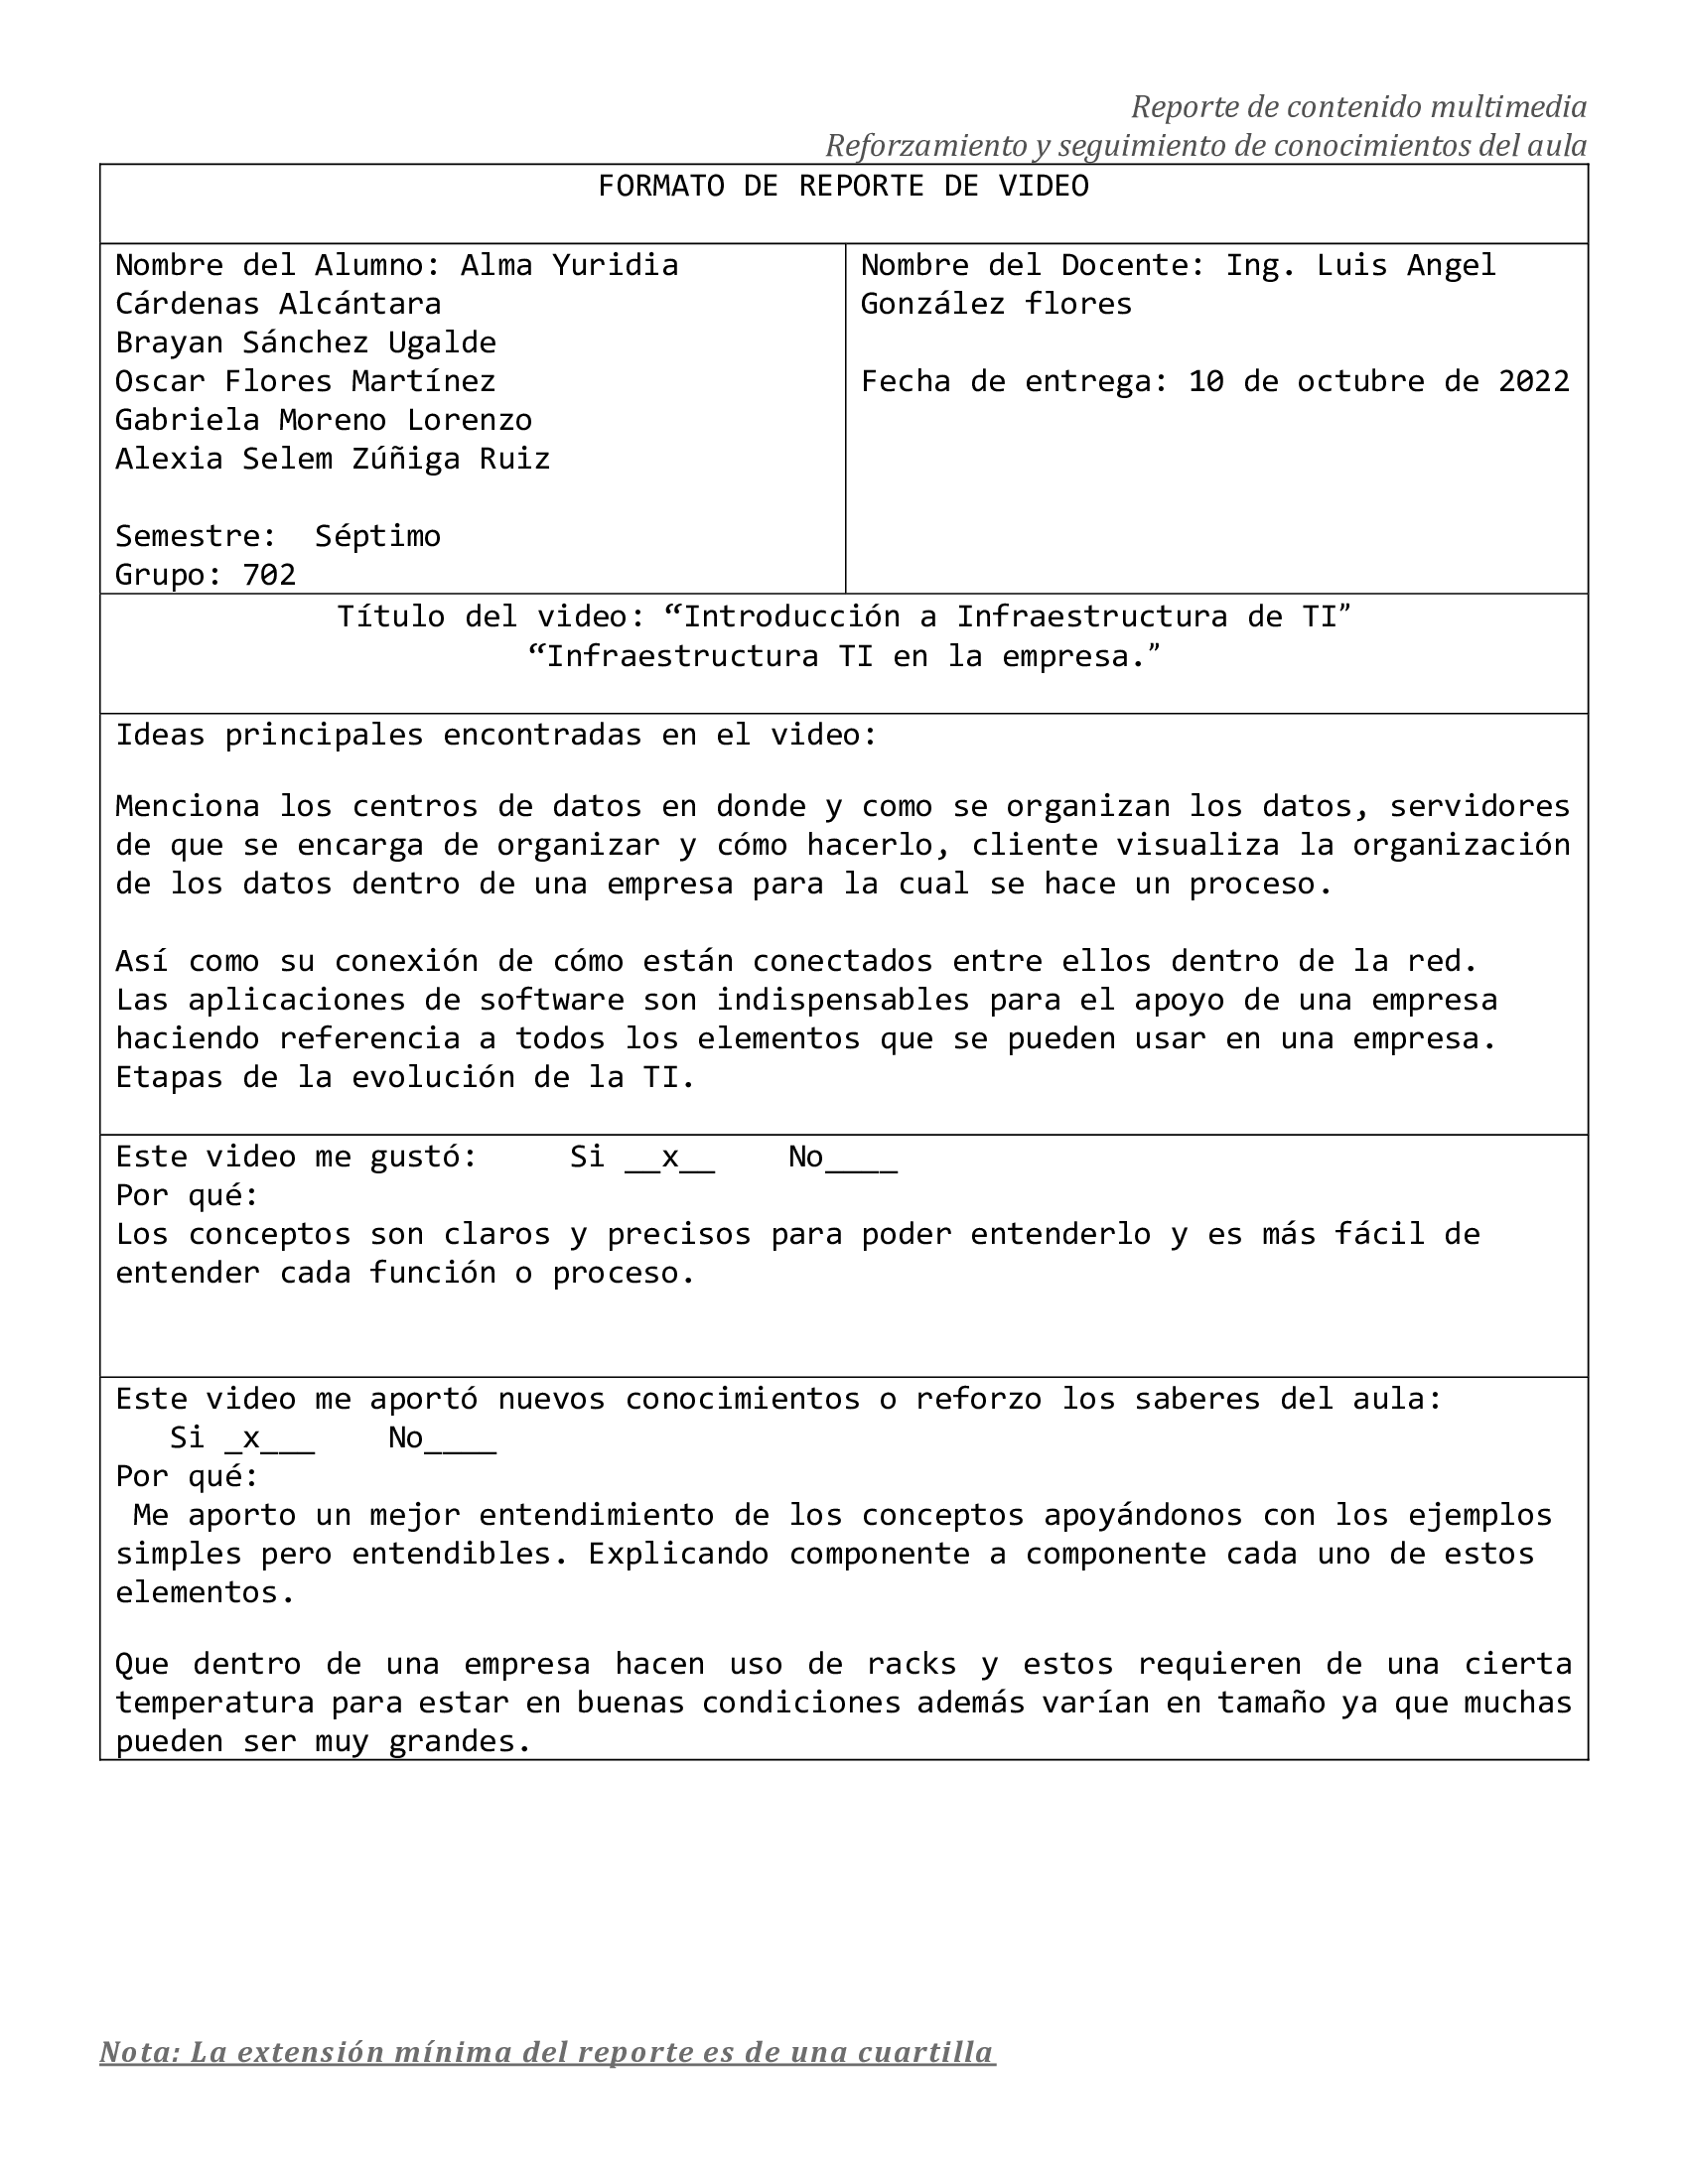 Reporte de contenido multimedia
Reforzamiento y seguimiento de conocimientos del aula
FORMATO DE REPORTE DE VIDEO
Nombre del Alumno: Alma Yuridia
Cárdenas Alcántara
Brayan Sánchez Ugalde
Oscar Flores Martínez
Gabriela Moreno Lorenzo
Alexia Selem Zúñiga Ruiz
Semestre:  Séptimo
Grupo: 702
Nombre del Docente: Ing. Luis Angel
González flores
Fecha de entrega: 10 de octubre de 2022
Título del video: “Introducción a Infraestructura de TI”
“Infraestructura TI en la empresa.”
Ideas principales encontradas en el video:
Menciona los centros de datos en donde y como se organizan los datos, servidores
de que se encarga de organizar y cómo hacerlo, cliente visualiza la organización
de los datos dentro de una empresa para la cual se hace un proceso.
Así como su conexión de cómo están conectados entre ellos dentro de la red.
Las aplicaciones de software son indispensables para el apoyo de una empresa
haciendo referencia a todos los elementos que se pueden usar en una empresa.
Etapas de la evolución de la TI.
Este video me gustó:     Si __x__    No____
Por qué:
Los conceptos son claros y precisos para poder entenderlo y es más fácil de
entender cada función o proceso.
Este video me aportó nuevos conocimientos o reforzo los saberes del aula:
Si _x___    No____
Por qué:
Me aporto un mejor entendimiento de los conceptos apoyándonos con los ejemplos
simples pero entendibles. Explicando componente a componente cada uno de estos
elementos.
Que dentro de una empresa hacen uso de racks y estos requieren de una cierta
temperatura para estar en buenas condiciones además varían en tamaño ya que muchas
pueden ser muy grandes.
Nota: La extensión mínima del reporte es de una cuartilla